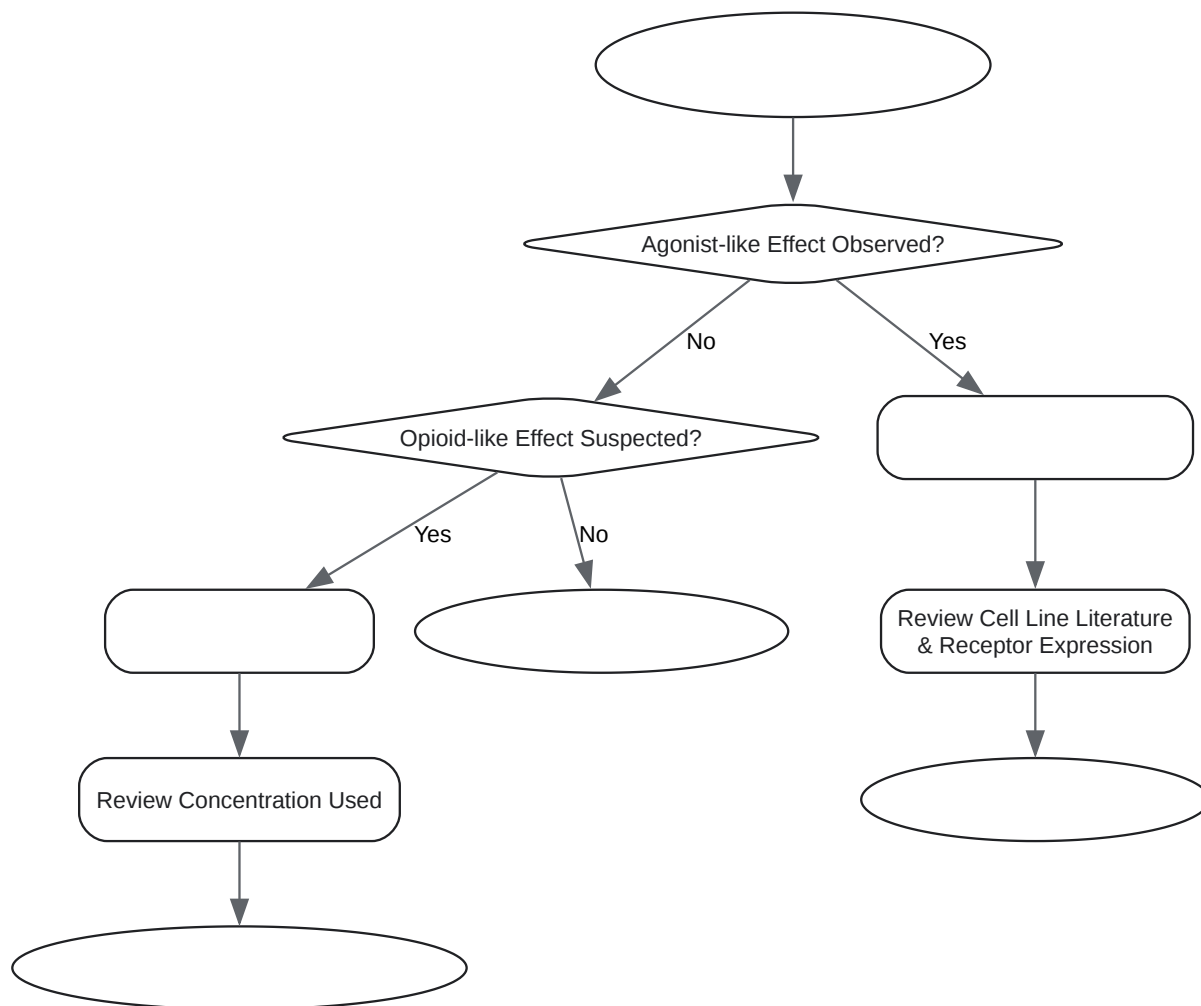 Agonist-like Effect Observed?
No
Yes
Opioid-like Effect Suspected?
Yes
No
Review Cell Line Literature
& Receptor Expression
Review Concentration Used